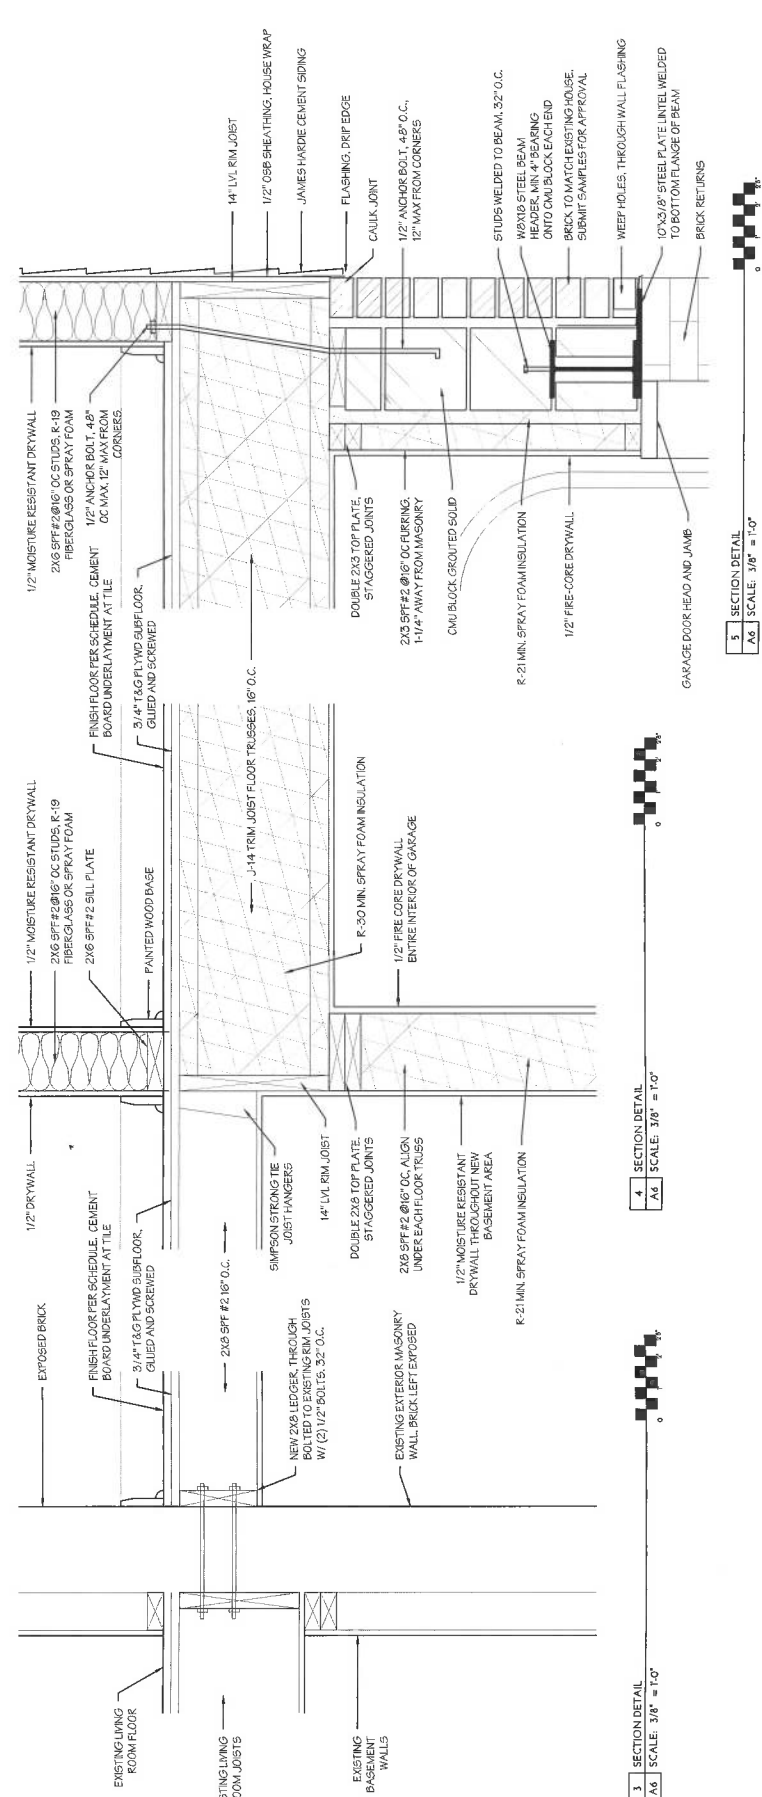 EXISTING LIVING
ROOM FLOOR
EXISTING
BASEMENT
WALLS
EXPOSED BRICK
FINISH FLOOR PER SCHEDULE, CEMENT
BOARD UNDERLAYMENT AT TILE
3/4" T&G PLYWD SUBFLOOR,
GLUED AND SCREWED
2X8 SPF #2 16" O.C.
NEW 2X8 LEDGER, THROUGH
BOLTED TO EXISTING RIM JOISTS
W/ (2) 1/2" BOLTS, 32" O.C.
EXISTING EXTERIOR MASONRY
WALL, BRICK LEFT EXPOSED
3
SECTION DETAIL
A6
SCALE: 3/8" = 1'-0"
0
1'
1/2" DRYWALL
1/2" MOISTURE RESISTANT DRYWALL
2X6 SPF #2 @16" OC STUDS, R-19
FIBERGLASS OR SPRAY FOAM
2X6 SPF #2 SILL PLATE
PAINTED WOOD BASE
SIMPSON STRONG TIE
JOIST HANGERS
14" LVL RIM JOIST
DOUBLE 2X8 TOP PLATE,
STAGGERED JOINTS
2X8 SPF #2 @16" OC, ALIGN
UNDER EACH FLOOR TRUSS
1/2" MOISTURE RESISTANT
DRYWALL THROUGHOUT NEW
BASEMENT AREA
R-21 MIN. SPRAY FOAM INSULATION
R-30 MIN. SPRAY FOAM INSULATION
1/2" FIRE CORE DRYWALL
ENTIRE INTERIOR OF GARAGE
FINISH FLOOR PER SCHEDULE, CEMENT
BOARD UNDERLAYMENT AT TILE
3/4" T&G PLYWD SUBFLOOR,
GLUED AND SCREWED
J-14 TRIM JOIST FLOOR TRUSSES, 16" O.C.
4
SECTION DETAIL
A6
SCALE: 3/8" = 1'-0"
0
1'
1/2" MOISTURE RESISTANT DRYWALL
2X6 SPF #2 @16" OC STUDS, R-19
FIBERGLASS OR SPRAY FOAM
1/2" ANCHOR BOLT, 48"
OC MAX, 12" MAX FROM
CORNERS
DOUBLE 2X3 TOP PLATE,
STAGGERED JOINTS
2X3 SPF #2 @16" OC FURRING,
1-1/4" AWAY FROM MASONRY
CMU BLOCK GROUTED SOLID
R-21 MIN. SPRAY FOAM INSULATION
1/2" FIRE-CORE DRYWALL
GARAGE DOOR HEAD AND JAMB
14" LVL RIM JOIST
1/2" OSB SHEATHING, HOUSE WRAP
JAMES HARDIE CEMENT SIDING
FLASHING, DRIP EDGE
CAULK JOINT
1/2" ANCHOR BOLT, 48" O.C.,
12" MAX FROM CORNERS
STUDS WELDED TO BEAM, 32" O.C.
W8X18 STEEL BEAM
HEADER, MIN 4" BEARING
ONTO CMU BLOCK EACH END
BRICK TO MATCH EXISTING HOUSE,
SUBMIT SAMPLES FOR APPROVAL
WEEP HOLES, THROUGH WALL FLASHING
10"X3/8" STEEL PLATE LINTEL WELDED
TO BOTTOM FLANGE OF BEAM
BRICK RETURNS
5
SECTION DETAIL
A6
SCALE: 3/8" = 1'-0"
0
1'